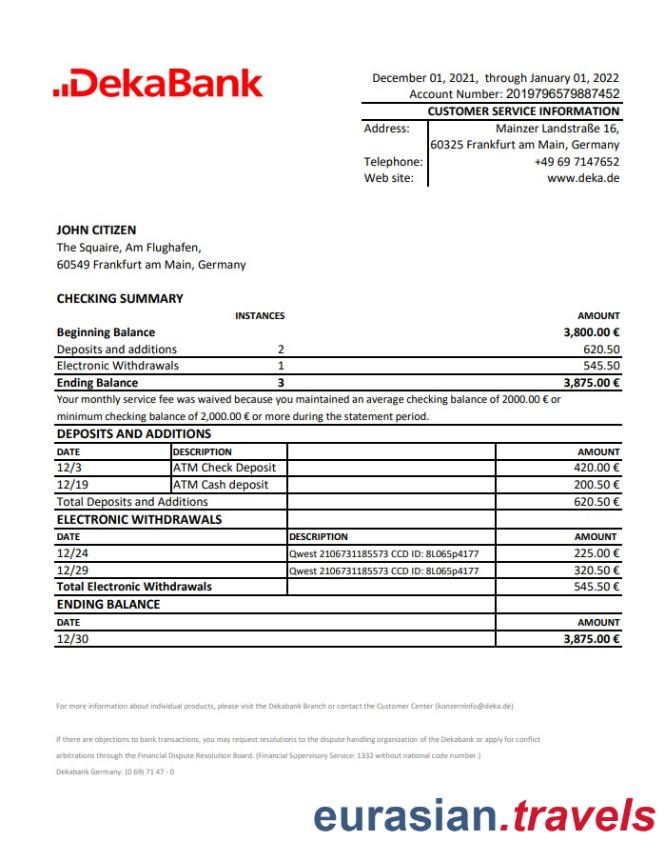 DekaBank
December 01, 2021, through January 01, 2022
Account Number: 2019796579887452
CUSTOMER SERVICE INFORMATION
Address: Mainzer Landstraße 16,
60325 Frankfurt am Main, Germany
Telephone: +49 69 7147652
Web site: www.deka.de
JOHN CITIZEN
The Squaire, Am Flughafen,
60549 Frankfurt am Main, Germany
CHECKING SUMMARY
INSTANCES AMOUNT
Beginning Balance 3,800.00 €
Deposits and additions 2 620.50
Electronic Withdrawals 1 545.50
Ending Balance 3 3,875.00 €
Your monthly service fee was waived because you maintained an average checking balance of 2000.00 € or
minimum checking balance of 2,000.00 € or more during the statement period.
DEPOSITS AND ADDITIONS
DATE DESCRIPTION AMOUNT
12/3 ATM Check Deposit 420.00 €
12/19 ATM Cash deposit 200.50 €
Total Deposits and Additions 620.50 €
ELECTRONIC WITHDRAWALS
DATE DESCRIPTION AMOUNT
12/24 Qwest 2106731185573 CCD ID: 8L065p4177 225.00 €
12/29 Qwest 2106731185573 CCD ID: 8L065p4177 320.50 €
Total Electronic Withdrawals 545.50 €
ENDING BALANCE
DATE AMOUNT
12/30 3,875.00 €
For more information about individual products, please visit the Dekabank Branch or contact the Customer Center (konzerninfo@deka.de)
If there are objections to bank transactions, you may request resolutions to the dispute handling organization of the Dekabank or apply for conflict
arbitrations through the Financial Dispute Resolution Board. (Financial Supervisory Service: 1332 without national code number.)
Dekabank Germany: (0 69) 71 47 - 0
eurasian.travels